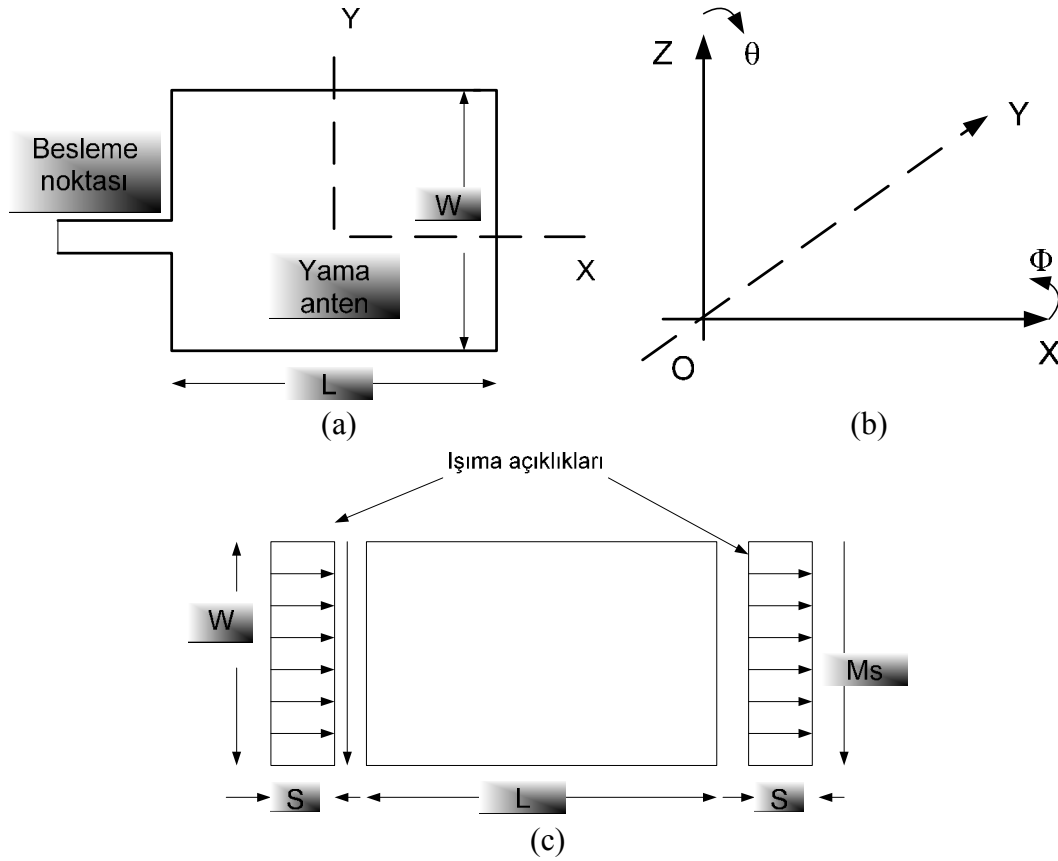 Y
Besleme
noktası
W
X
Yama
anten
L
(a)
Z
θ
Y
Φ
O
X
(b)
Işıma açıklıkları
W
Ms
S
L
S
(c)